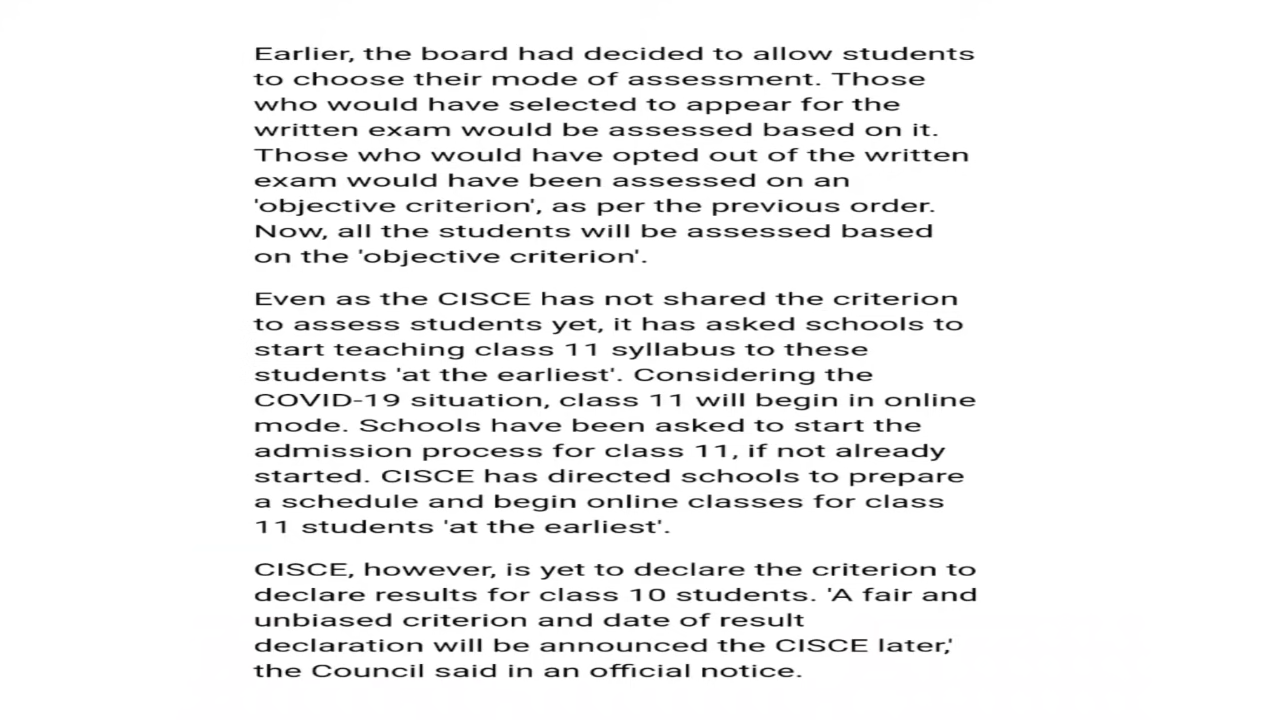 Earlier, the board had decided to allow students
to choose their mode of assessment. Those
who would have selected to appear for the
written exam would be assessed based on it.
Those who would have opted out of the written
exam would have been assessed on an
'objective criterion', as per the previous order.
Now, all the students will be assessed based
on the 'objective criterion'.
Even as the CISCE has not shared the criterion
to assess students yet, it has asked schools to
start teaching class 11 syllabus to these
students 'at the earliest'. Considering the
COVID-19 situation, class 11 will begin in online
mode. Schools have been asked to start the
admission process for class 11, if not already
started. CISCE has directed schools to prepare
a schedule and begin online classes for class
11 students 'at the earliest'.
CISCE, however, is yet to declare the criterion to
declare results for class 10 students. 'A fair and
unbiased criterion and date of result
declaration will be announced the CISCE later,'
the Council said in an official notice.